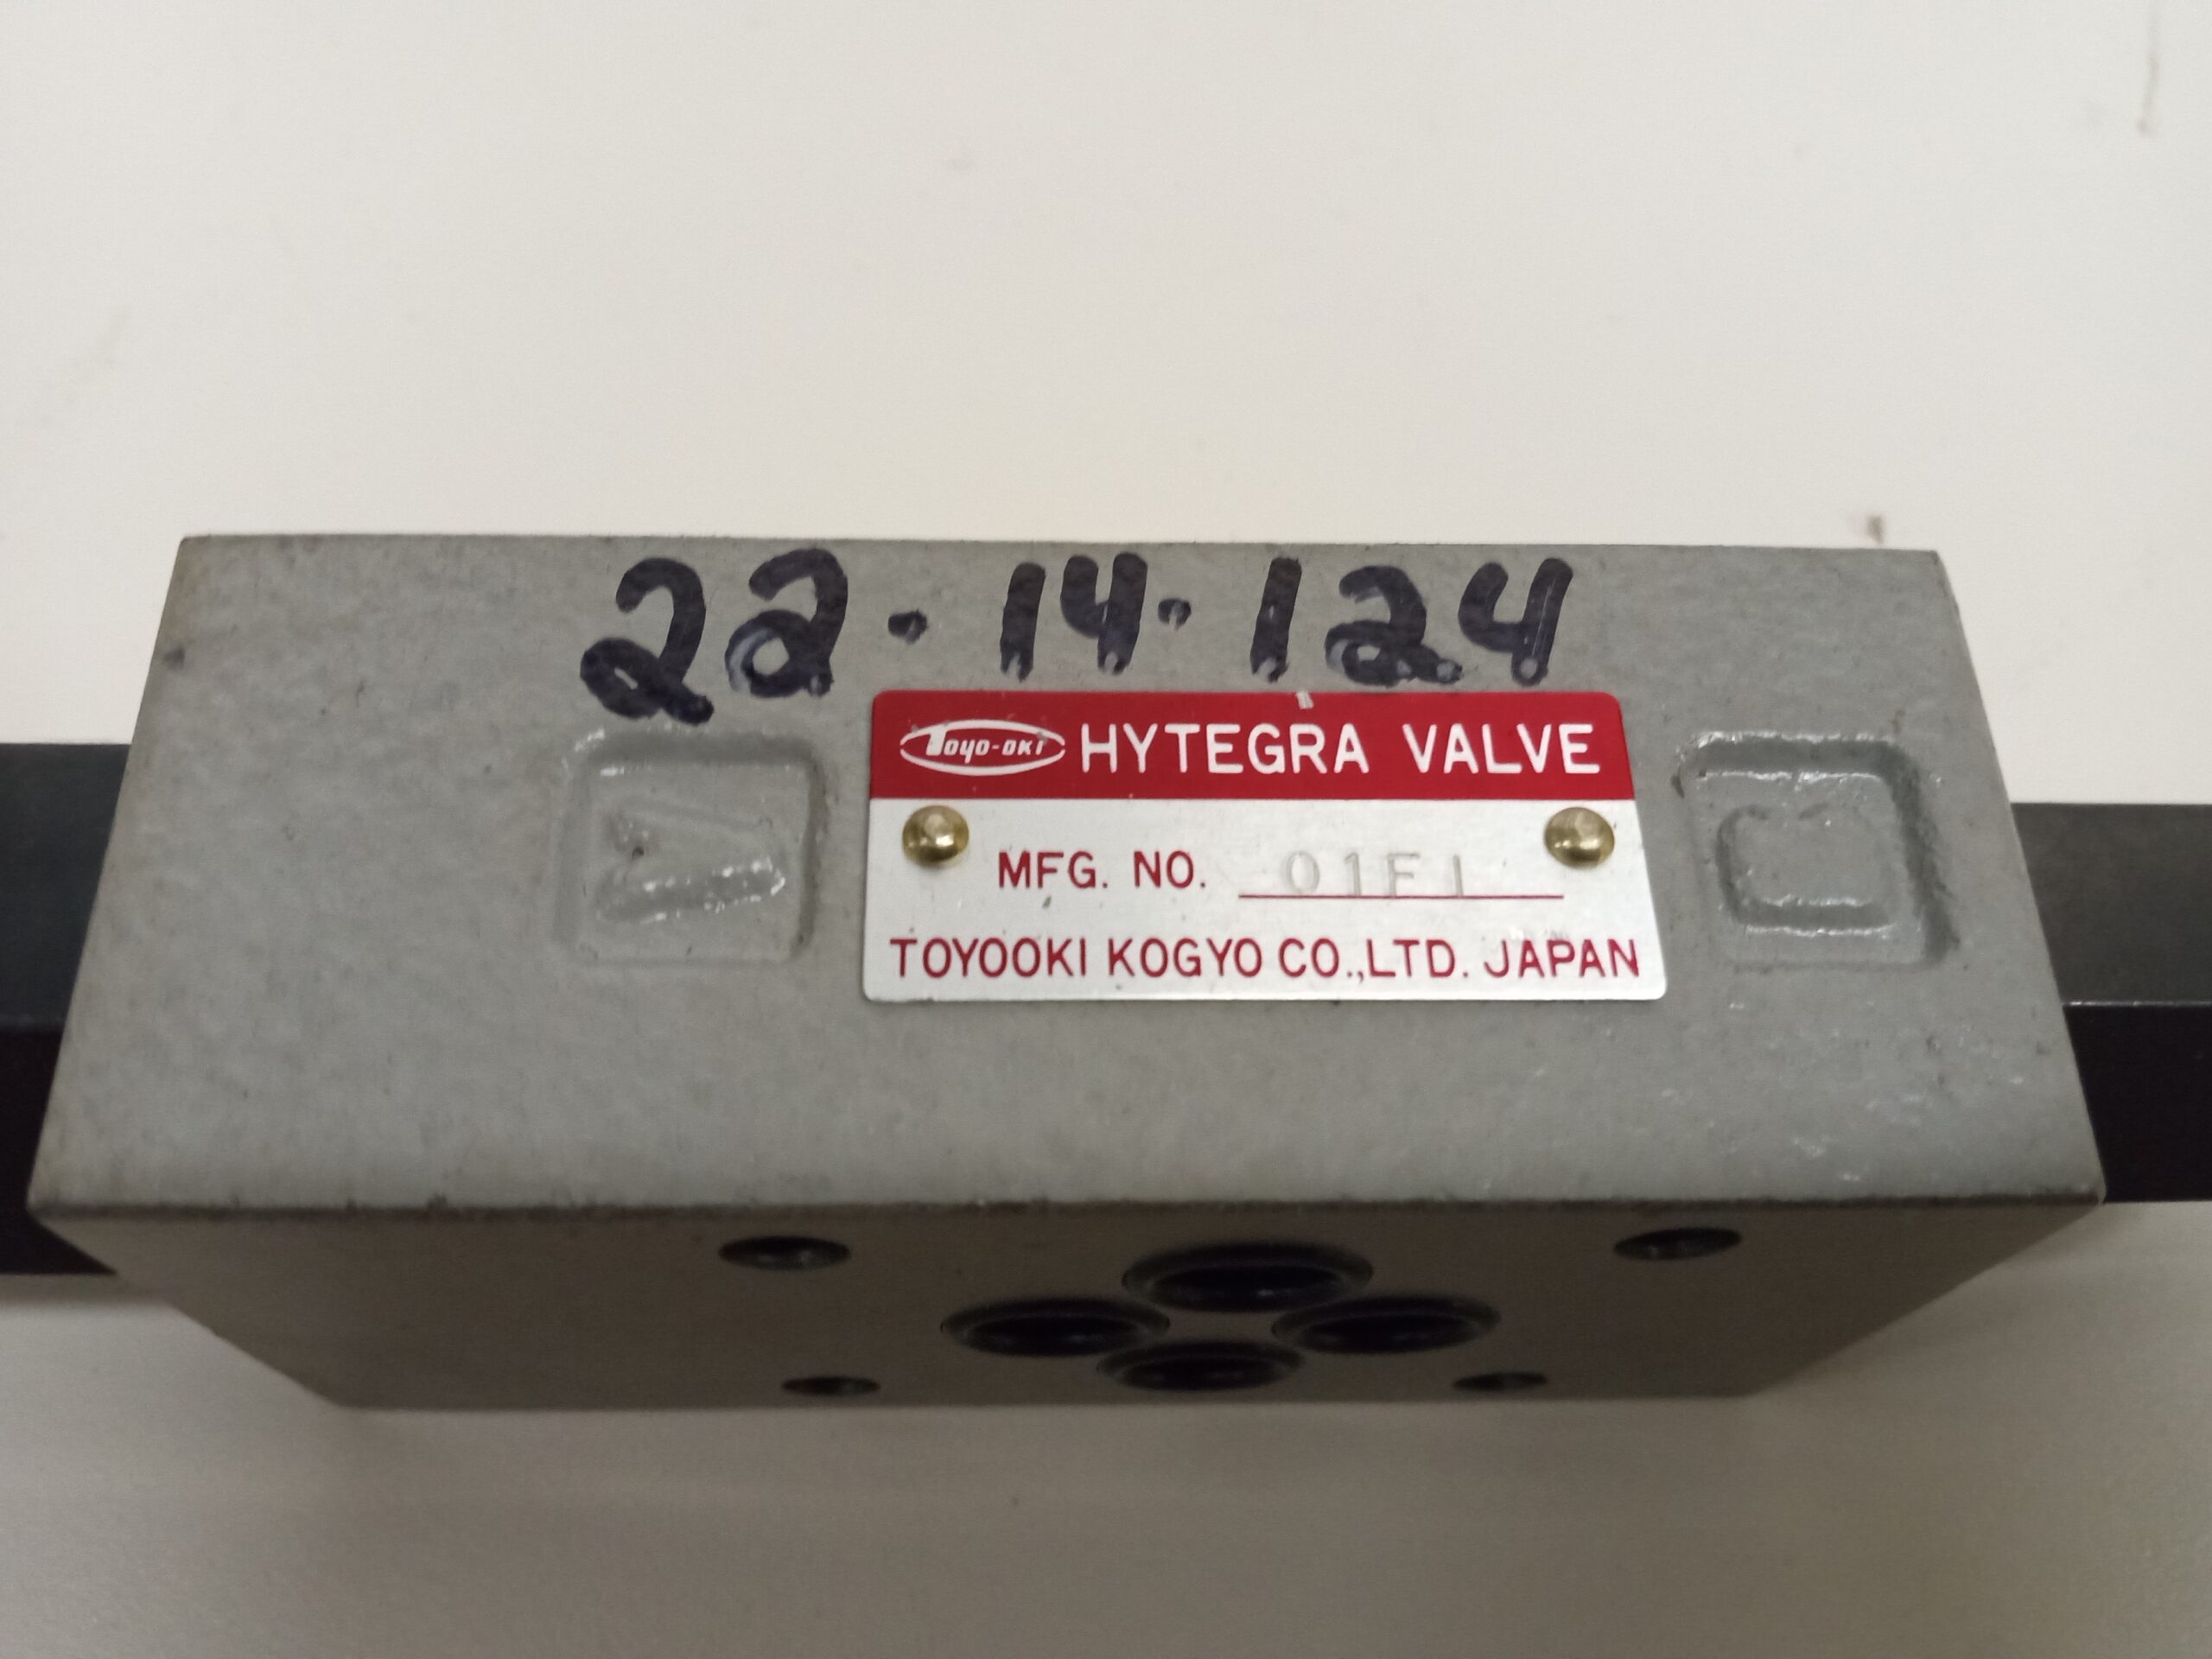 22·14·124
TOYO-OKI HYTEGRA VALVE
MFG. NO. 01F1
TOYOOKI KOGYO CO.,LTD. JAPAN